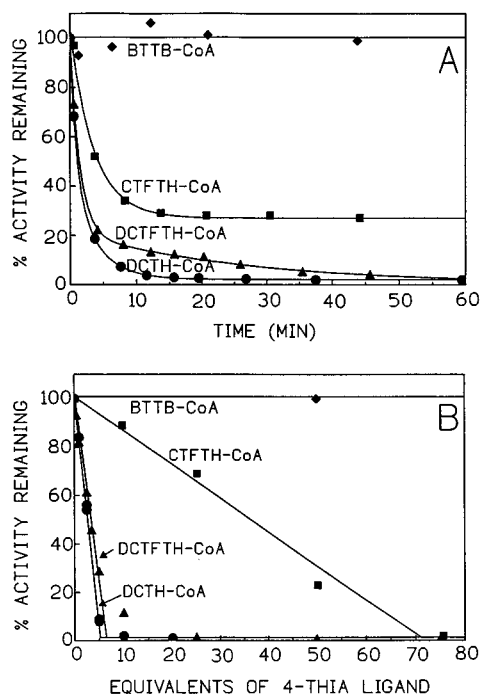 A
% ACTIVITY REMAINING
100
80
60
40
20
0
BTTB-CoA
CTFTH-CoA
DCTFTH-CoA
DCTH-CoA
0 10 20 30 40 50 60
TIME (MIN)
B
% ACTIVITY REMAINING
100
80
60
40
20
0
BTTB-CoA
CTFTH-CoA
DCTFTH-CoA
DCTH-CoA
0 10 20 30 40 50 60 70 80
EQUIVALENTS OF 4-THIA LIGAND